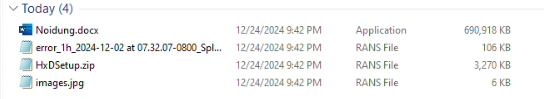 Today (4)
Noidung.docx 12/24/2024 9:42 PM Application 690,918 KB
error_1h_2024-12-02 at 07.32.07-0800_Spl... 12/24/2024 9:42 PM RANS File 106 KB
HxDSetup.zip 12/24/2024 9:42 PM RANS File 3,270 KB
images.jpg 12/24/2024 9:42 PM RANS File 6 KB